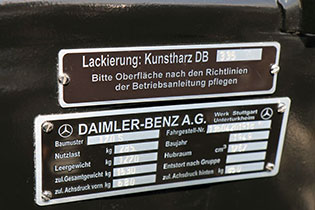 Lackierung: Kunstharz DB
Bitte Oberfläche nach den Richtlinien
der Betriebsanleitung pflegen
DAIMLER-BENZ A.G. Werk Stuttgart
Untertürkheim
Baumuster Fahrgestell-Nr.
Nutzlast kg Baujahr
Leergewicht kg Hubraum
zul.Gesamtgewicht kg Entstört nach Gruppe
zul. Achsdruck vorn kg zul. Achsdruck hinten